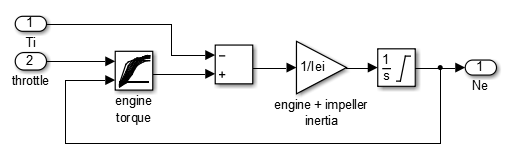 1
Ti
2
throttle
engine
torque
−
+
1/Iei
engine + impeller
inertia
1
s
1
Ne